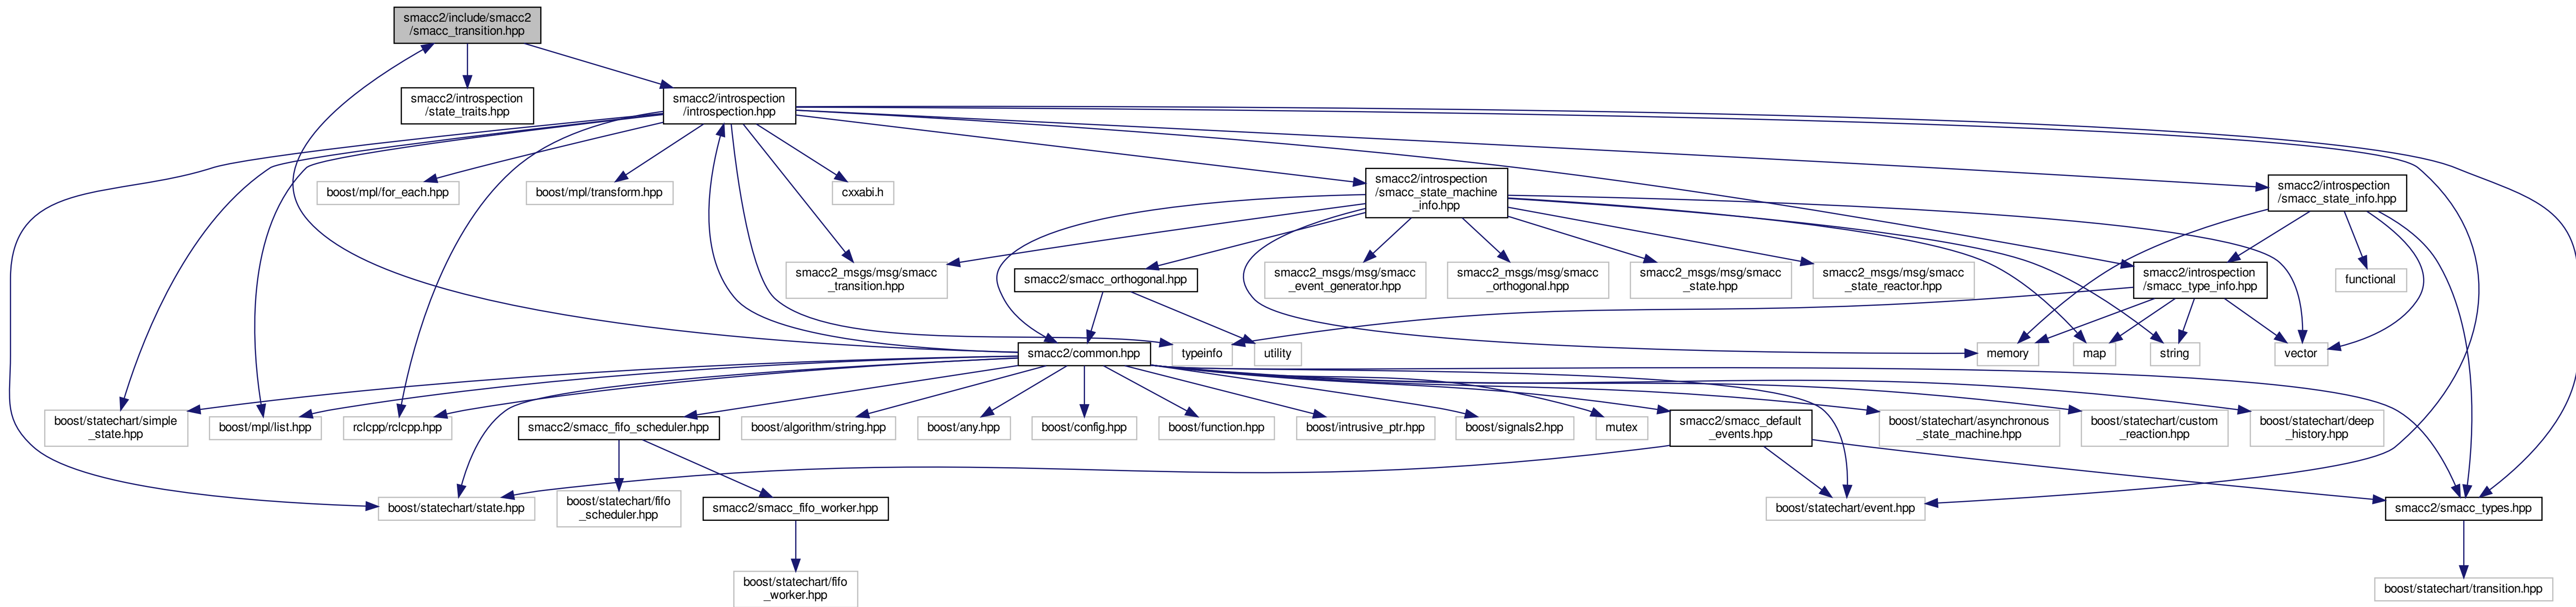 smacc2/include/smacc2
/smacc_transition.hpp
smacc2/introspection
/state_traits.hpp
smacc2/introspection
/introspection.hpp
boost/mpl/for_each.hpp
boost/mpl/transform.hpp
cxxabi.h
smacc2/introspection
/smacc_state_machine
_info.hpp
smacc2/introspection
/smacc_state_info.hpp
smacc2_msgs/msg/smacc
_transition.hpp
smacc2/smacc_orthogonal.hpp
smacc2_msgs/msg/smacc
_event_generator.hpp
smacc2_msgs/msg/smacc
_orthogonal.hpp
smacc2_msgs/msg/smacc
_state.hpp
smacc2_msgs/msg/smacc
_state_reactor.hpp
smacc2/introspection
/smacc_type_info.hpp
functional
smacc2/common.hpp
typeinfo
utility
memory
map
string
vector
boost/statechart/simple
_state.hpp
boost/mpl/list.hpp
rclcpp/rclcpp.hpp
smacc2/smacc_fifo_scheduler.hpp
boost/algorithm/string.hpp
boost/any.hpp
boost/config.hpp
boost/function.hpp
boost/intrusive_ptr.hpp
boost/signals2.hpp
mutex
smacc2/smacc_default
_events.hpp
boost/statechart/asynchronous
_state_machine.hpp
boost/statechart/custom
_reaction.hpp
boost/statechart/deep
_history.hpp
boost/statechart/state.hpp
boost/statechart/fifo
_scheduler.hpp
smacc2/smacc_fifo_worker.hpp
boost/statechart/event.hpp
smacc2/smacc_types.hpp
boost/statechart/fifo
_worker.hpp
boost/statechart/transition.hpp